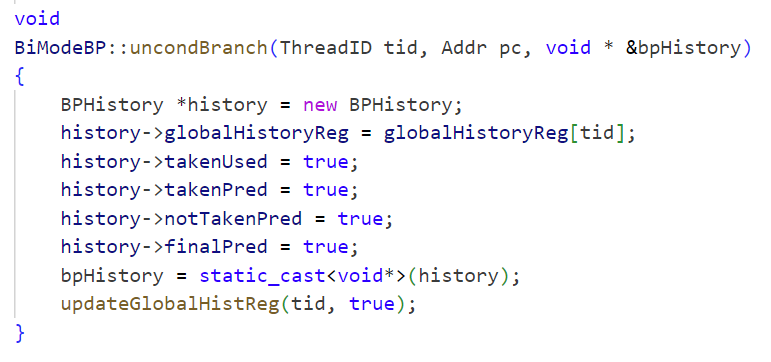 void
BiModeBP::uncondBranch(ThreadID tid, Addr pc, void * &bpHistory)
{
    BPHistory *history = new BPHistory;
    history->globalHistoryReg = globalHistoryReg[tid];
    history->takenUsed = true;
    history->takenPred = true;
    history->notTakenPred = true;
    history->finalPred = true;
    bpHistory = static_cast<void*>(history);
    updateGlobalHistReg(tid, true);
}